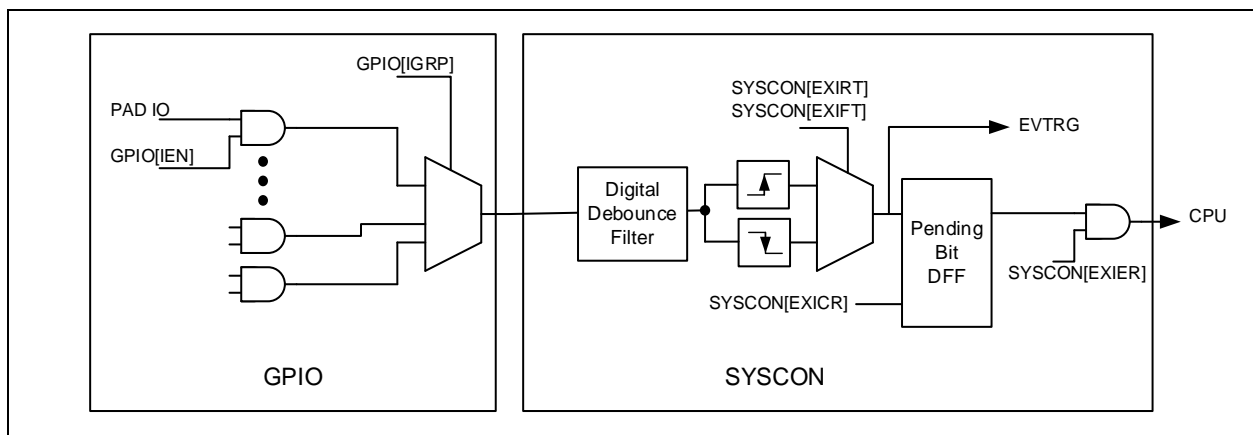 GPIO[IGRP]
PAD IO
GPIO[IEN]
GPIO
SYSCON[EXIRT]
SYSCON[EXIFT]
EVTRG
Digital
Debounce
Filter
Pending
Bit
DFF
CPU
SYSCON[EXIER]
SYSCON[EXICR]
SYSCON